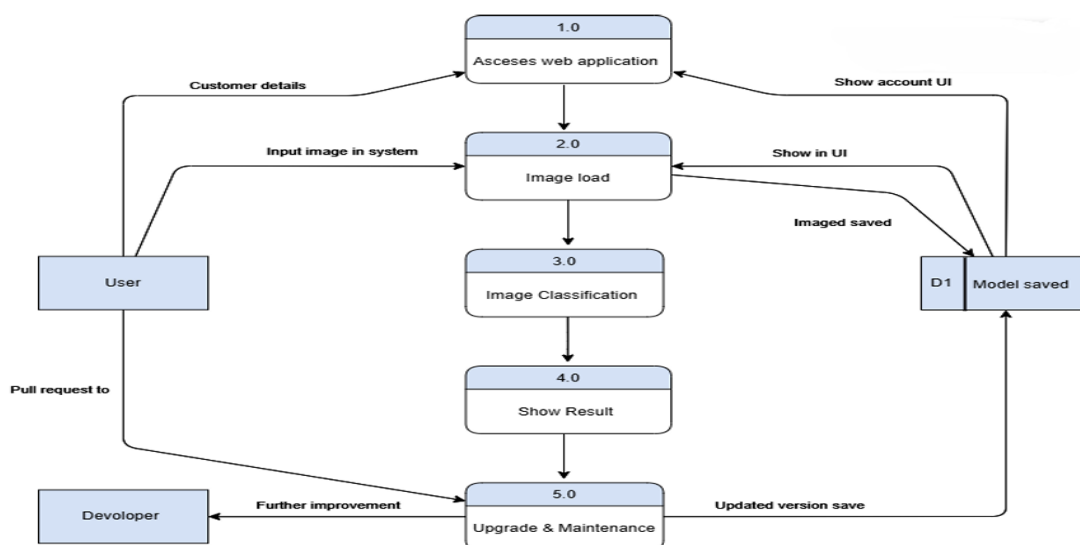 1.0
Asceses web application
Customer details
Show account UI
2.0
Image load
Input image in system
Show in UI
Imaged saved
3.0
Image Classification
User
D1
Model saved
4.0
Show Result
Pull request to
5.0
Upgrade & Maintenance
Further improvement
Updated version save
Devoloper